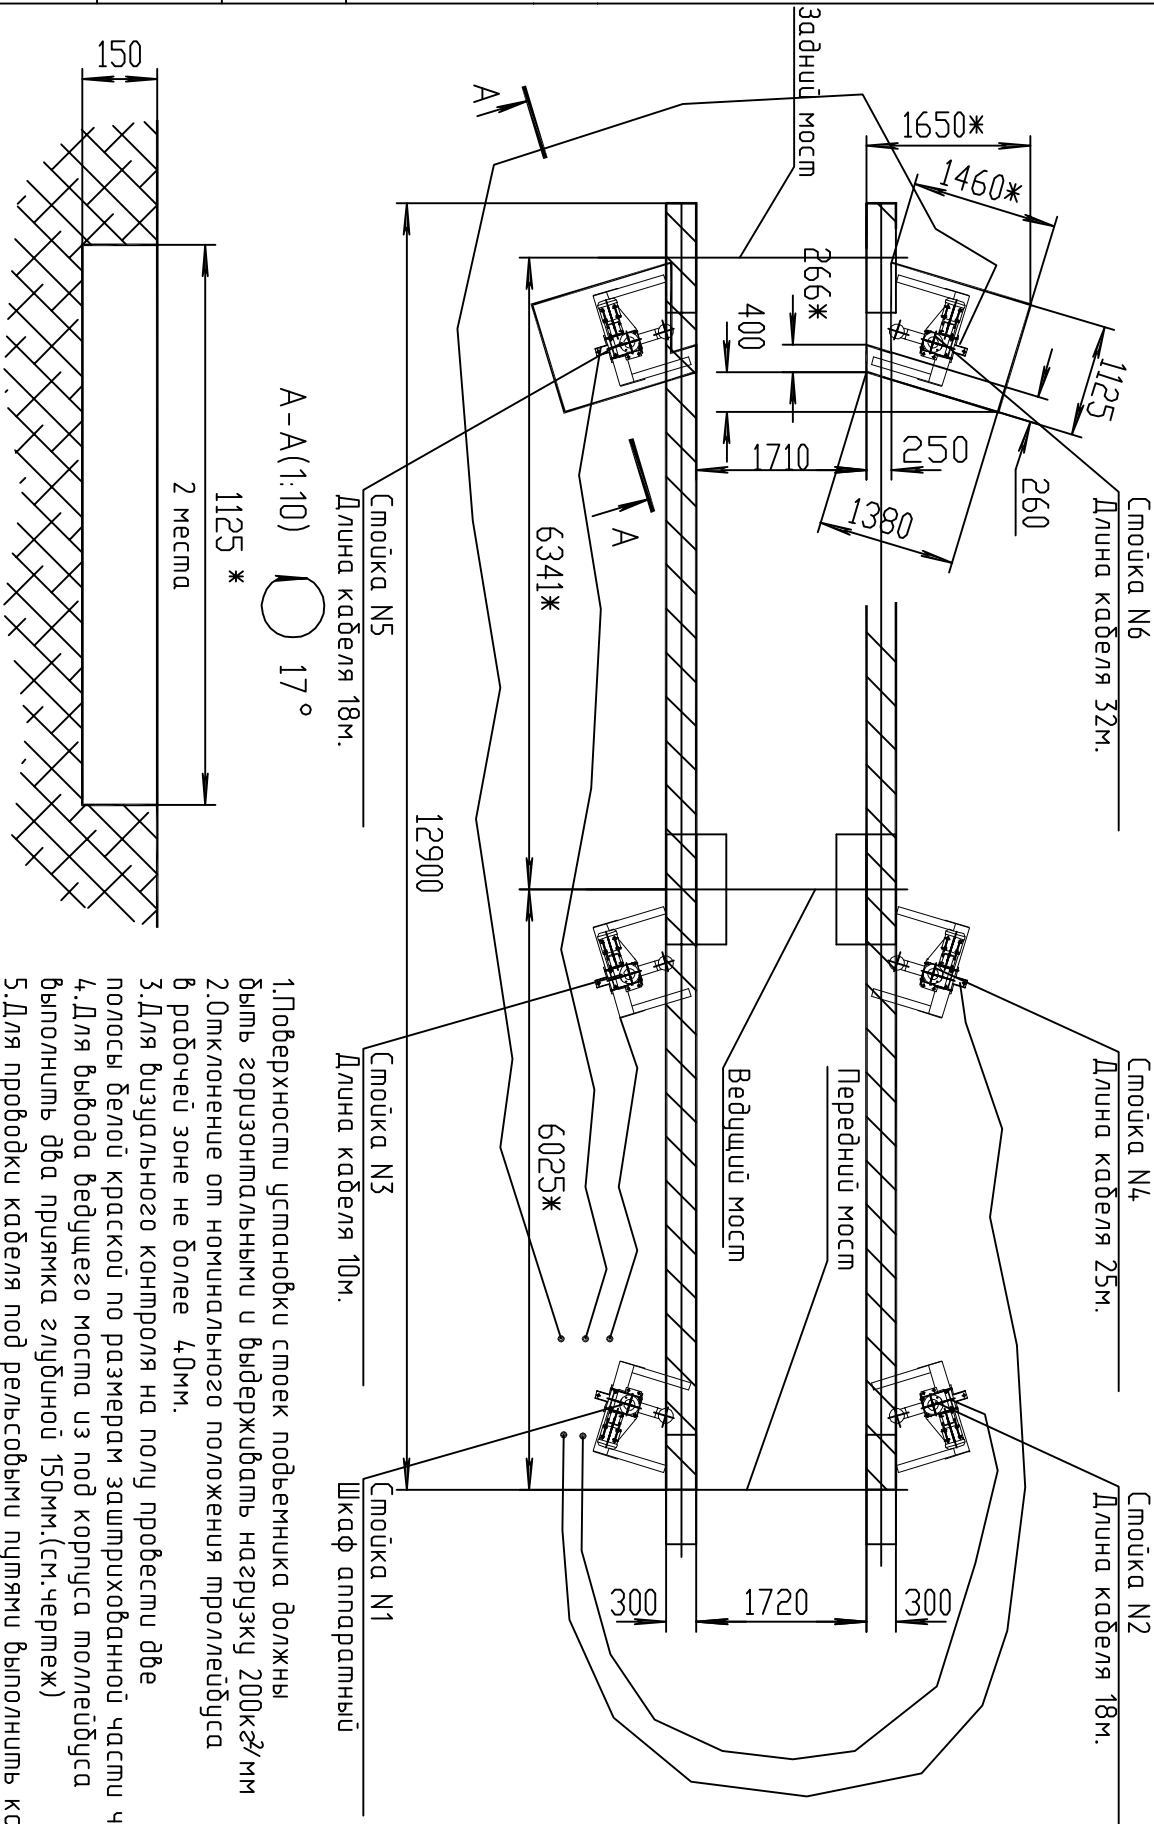 Задний мост
А
1650*
1460*
1125
266*
400
1710
250
260
1380
А
6341*
12900
6025*
Стойка N6
Длина кабеля 32м.
Стойка N4
Длина кабеля 25м.
Стойка N2
Длина кабеля 18м.
Стойка N5
Длина кабеля 18м.
Стойка N3
Длина кабеля 10м.
Стойка N1
Шкаф аппаратный
Передний мост
Ведущий мост
300
1720
300
А-А(1:10)
17°
1125 *
2 места
150
1.Поверхности установки стоек подьемника должны
быть горизонтальными и выдерживать нагрузку 200кг²/мм
2.Отклонение от номинального положения троллейбуса
в рабочей зоне не более 40мм.
3.Для визуального контроля на полу провести две
полосы белой краской по размерам заштрихованной части
4.Для вывода ведущего моста из под корпуса толлейбуса
выполнить два приямка глубиной 150мм.(см.чертеж)
5.Для проводки кабеля под рельсовыми путями выполнить